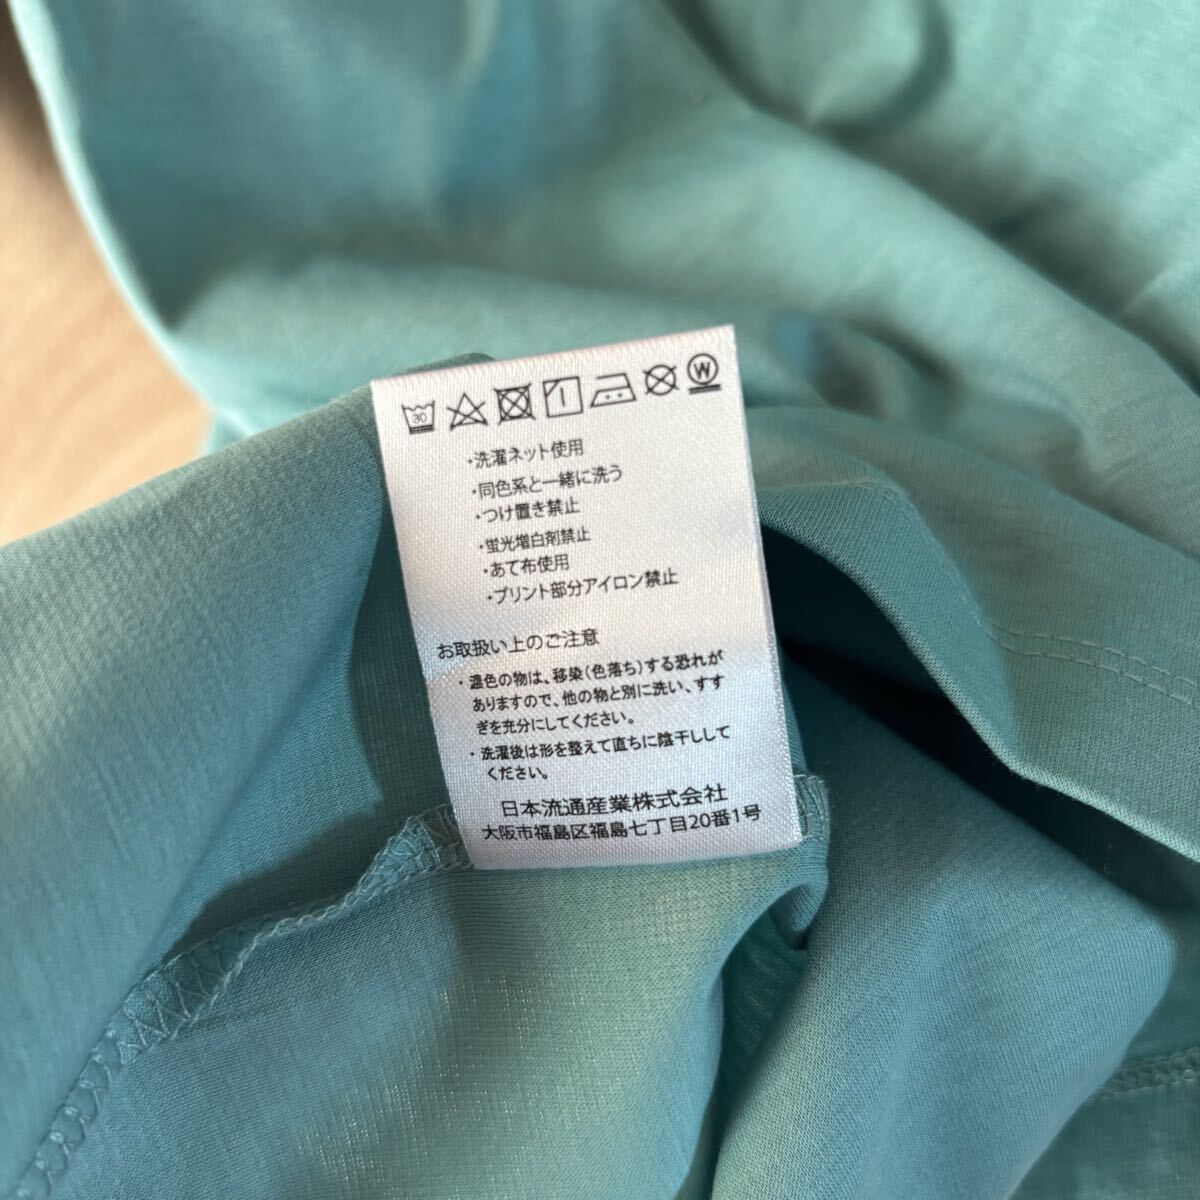 30
W
・洗濯ネット使用
・同色系と一緒に洗う
・つけ置き禁止
・蛍光増白剤禁止
・あて布使用
・プリント部分アイロン禁止
お取扱い上のご注意
・濃色の物は、移染(色落ち)する恐れが
ありますので、他の物と別に洗い、すす
ぎを充分にしてください。
・洗濯後は形を整えて直ちに陰干しして
ください。
日本流通産業株式会社
大阪市福島区福島七丁目20番1号